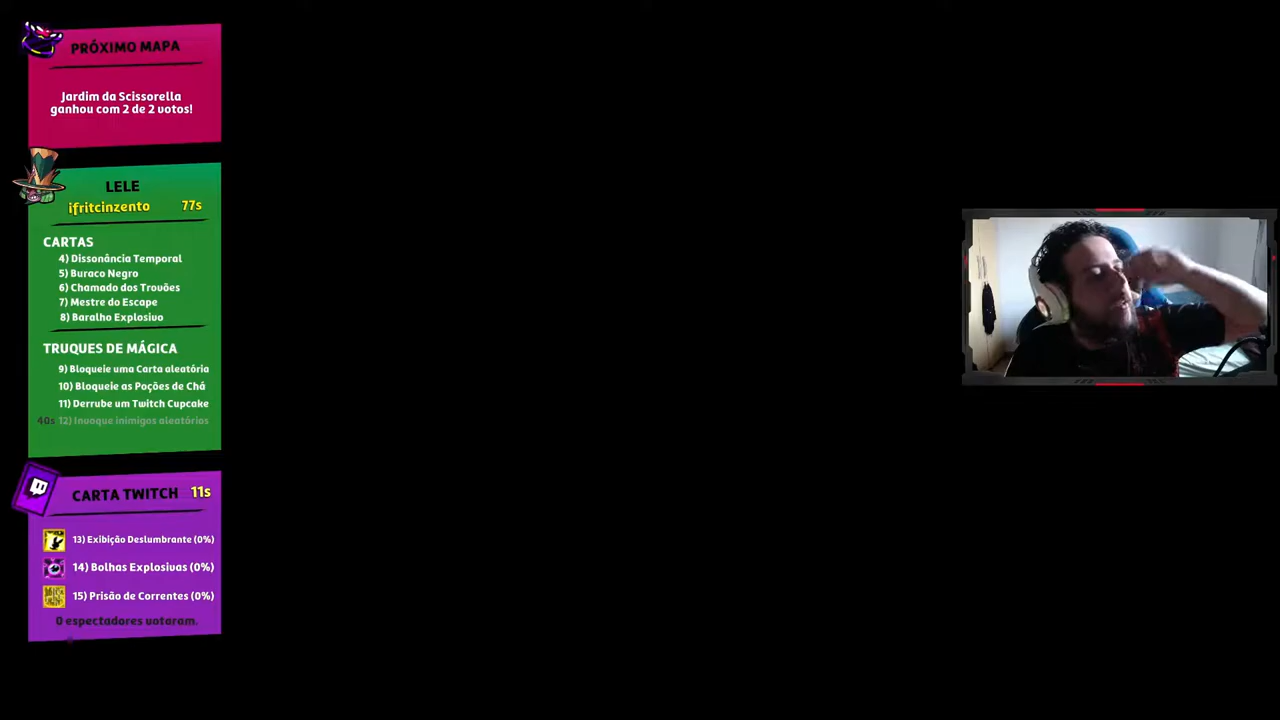 PRÓXIMO MAPA
Jardim da Scissorella
ganhou com 2 de 2 votos!
LELE
ifritcinzento 77s
CARTAS
4) Dissonância Temporal
5) Buraco Negro
6) Chamado dos Trovões
7) Mestre do Escape
8) Baralho Explosivo
TRUQUES DE MÁGICA
9) Bloqueie uma Carta aleatória
10) Bloqueie as Poções de Chá
11) Derrube um Twitch Cupcake
40s 12) Invoque inimigos aleatórios
CARTA TWITCH 11s
13) Exibição Deslumbrante (0%)
14) Bolhas Explosivas (0%)
15) Prisão de Correntes (0%)
0 espectadores votaram.